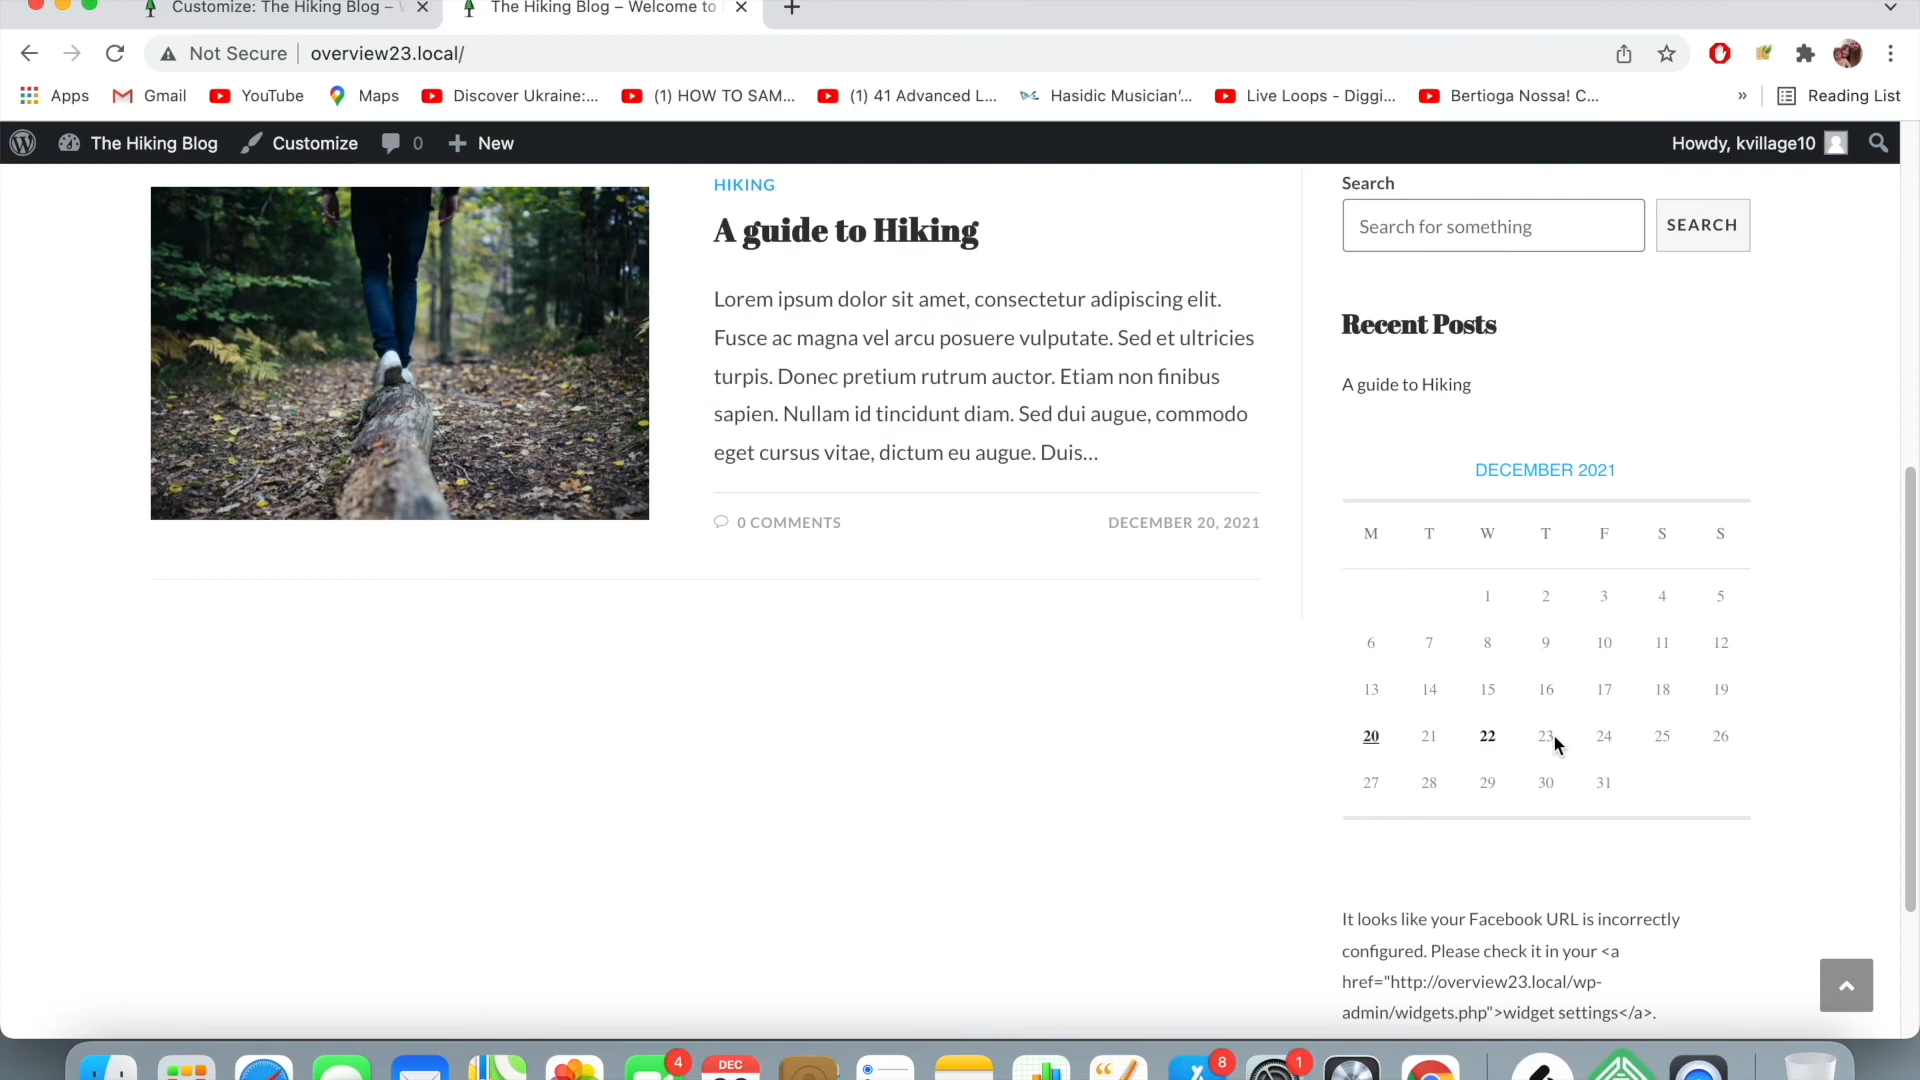 Customize: The Hiking Blog –
The Hiking Blog – Welcome to
Not Secure
overview23.local/
Apps
Gmail
YouTube
Maps
Discover Ukraine:...
(1) HOW TO SAM...
(1) 41 Advanced L...
Hasidic Musician'...
Live Loops - Diggi...
Bertioga Nossa! C...
»
Reading List
The Hiking Blog
Customize
0
New
Howdy, kvillage10
HIKING
A guide to Hiking
Lorem ipsum dolor sit amet, consectetur adipiscing elit.
Fusce ac magna vel arcu posuere vulputate. Sed et ultricies
turpis. Donec pretium rutrum auctor. Etiam non finibus
sapien. Nullam id tincidunt diam. Sed dui augue, commodo
eget cursus vitae, dictum eu augue. Duis...
0 COMMENTS
DECEMBER 20, 2021
Search
Search for something
SEARCH
Recent Posts
A guide to Hiking
DECEMBER 2021
M T W T F S S
1 2 3 4 5
6 7 8 9 10 11 12
13 14 15 16 17 18 19
20 21 22 23 24 25 26
27 28 29 30 31
It looks like your Facebook URL is incorrectly
configured. Please check it in your <a
href="http://overview23.local/wp-
admin/widgets.php">widget settings</a>.
4
DEC
8
1